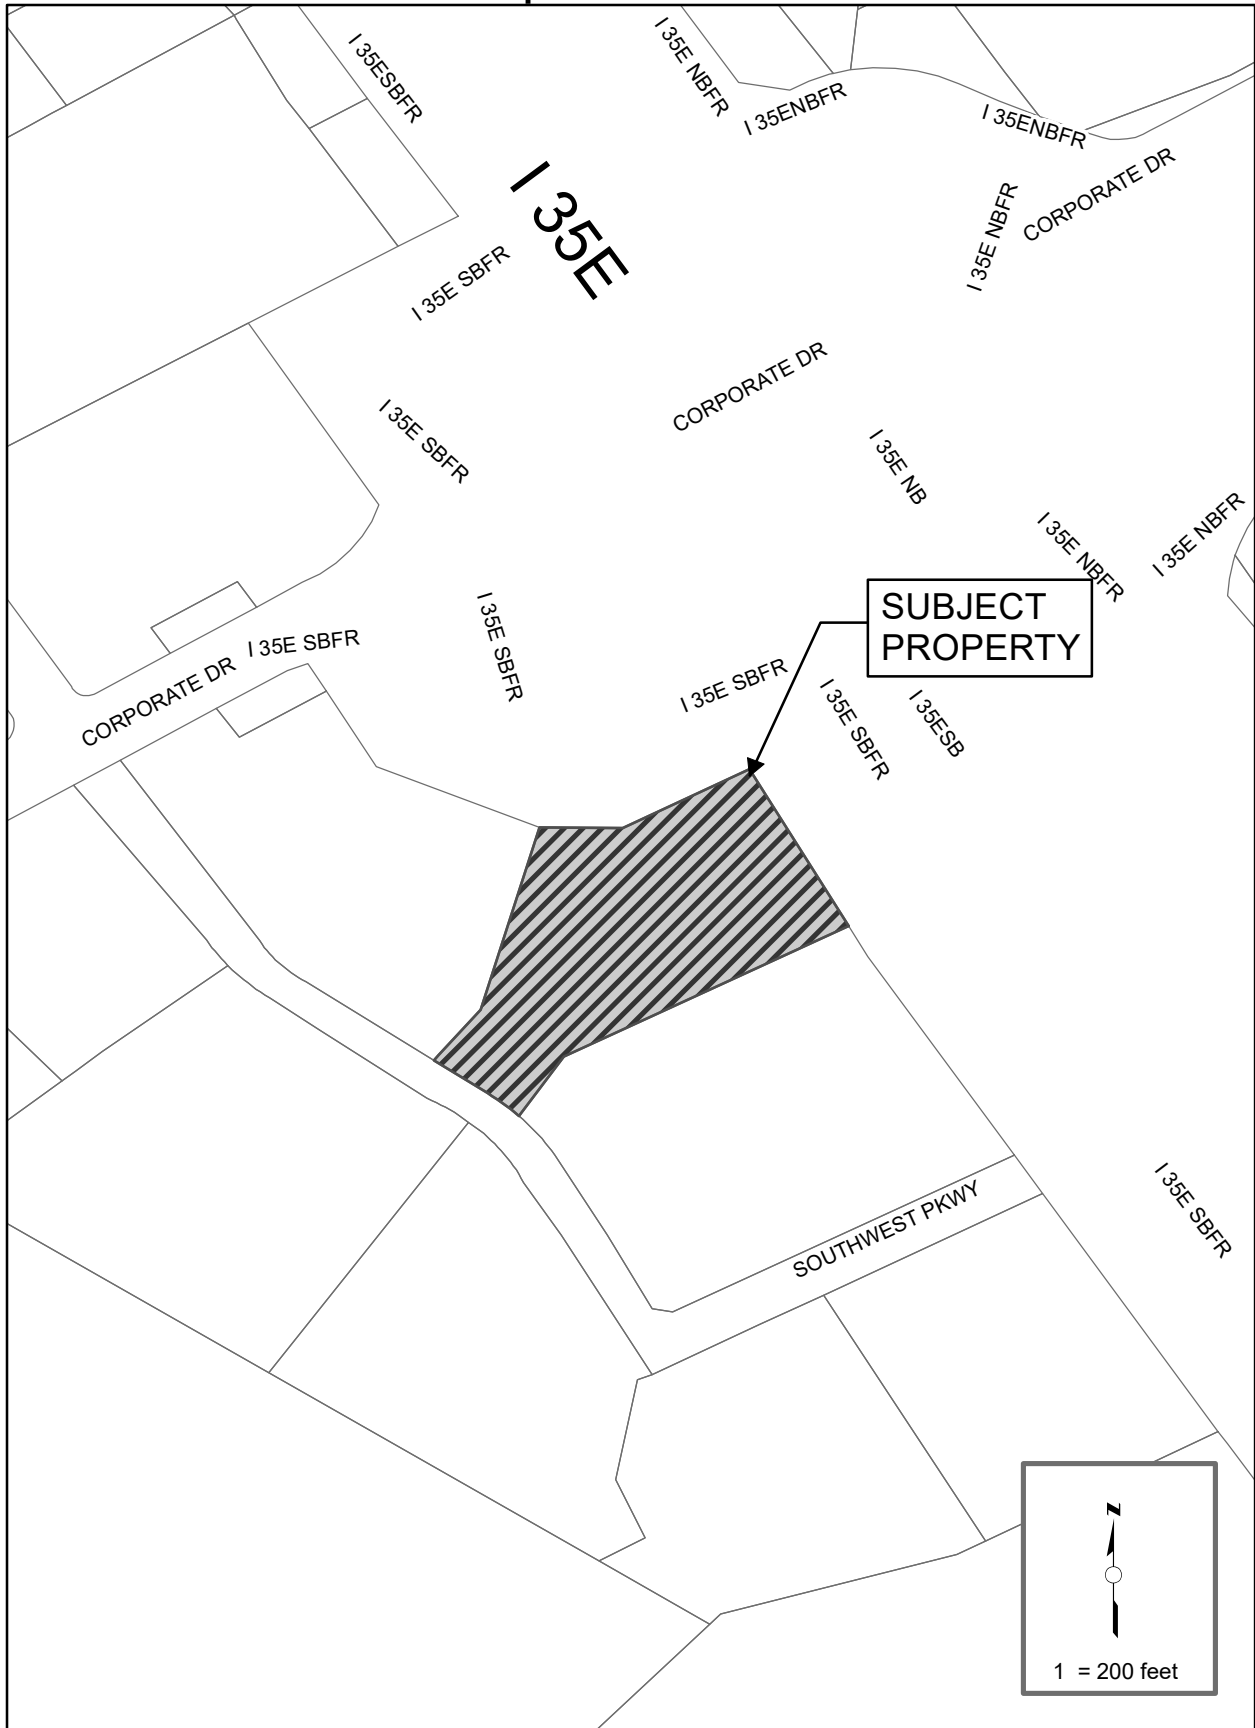 I 35ESBFR
I 35E NBFR
I 35ENBFR
I 35ENBFR
CORPORATE DR
I 35E NBFR
I 35E
I 35E SBFR
CORPORATE DR
I 35E SBFR
I 35E NB
I 35E NBFR
I 35E NBFR
SUBJECT
PROPERTY
I 35E SBFR
I 35E SBFR
CORPORATE DR
I 35E SBFR
I 35E SBFR
I 35ESB
SOUTHWEST PKWY
I 35E SBFR
z
1 = 200 feet